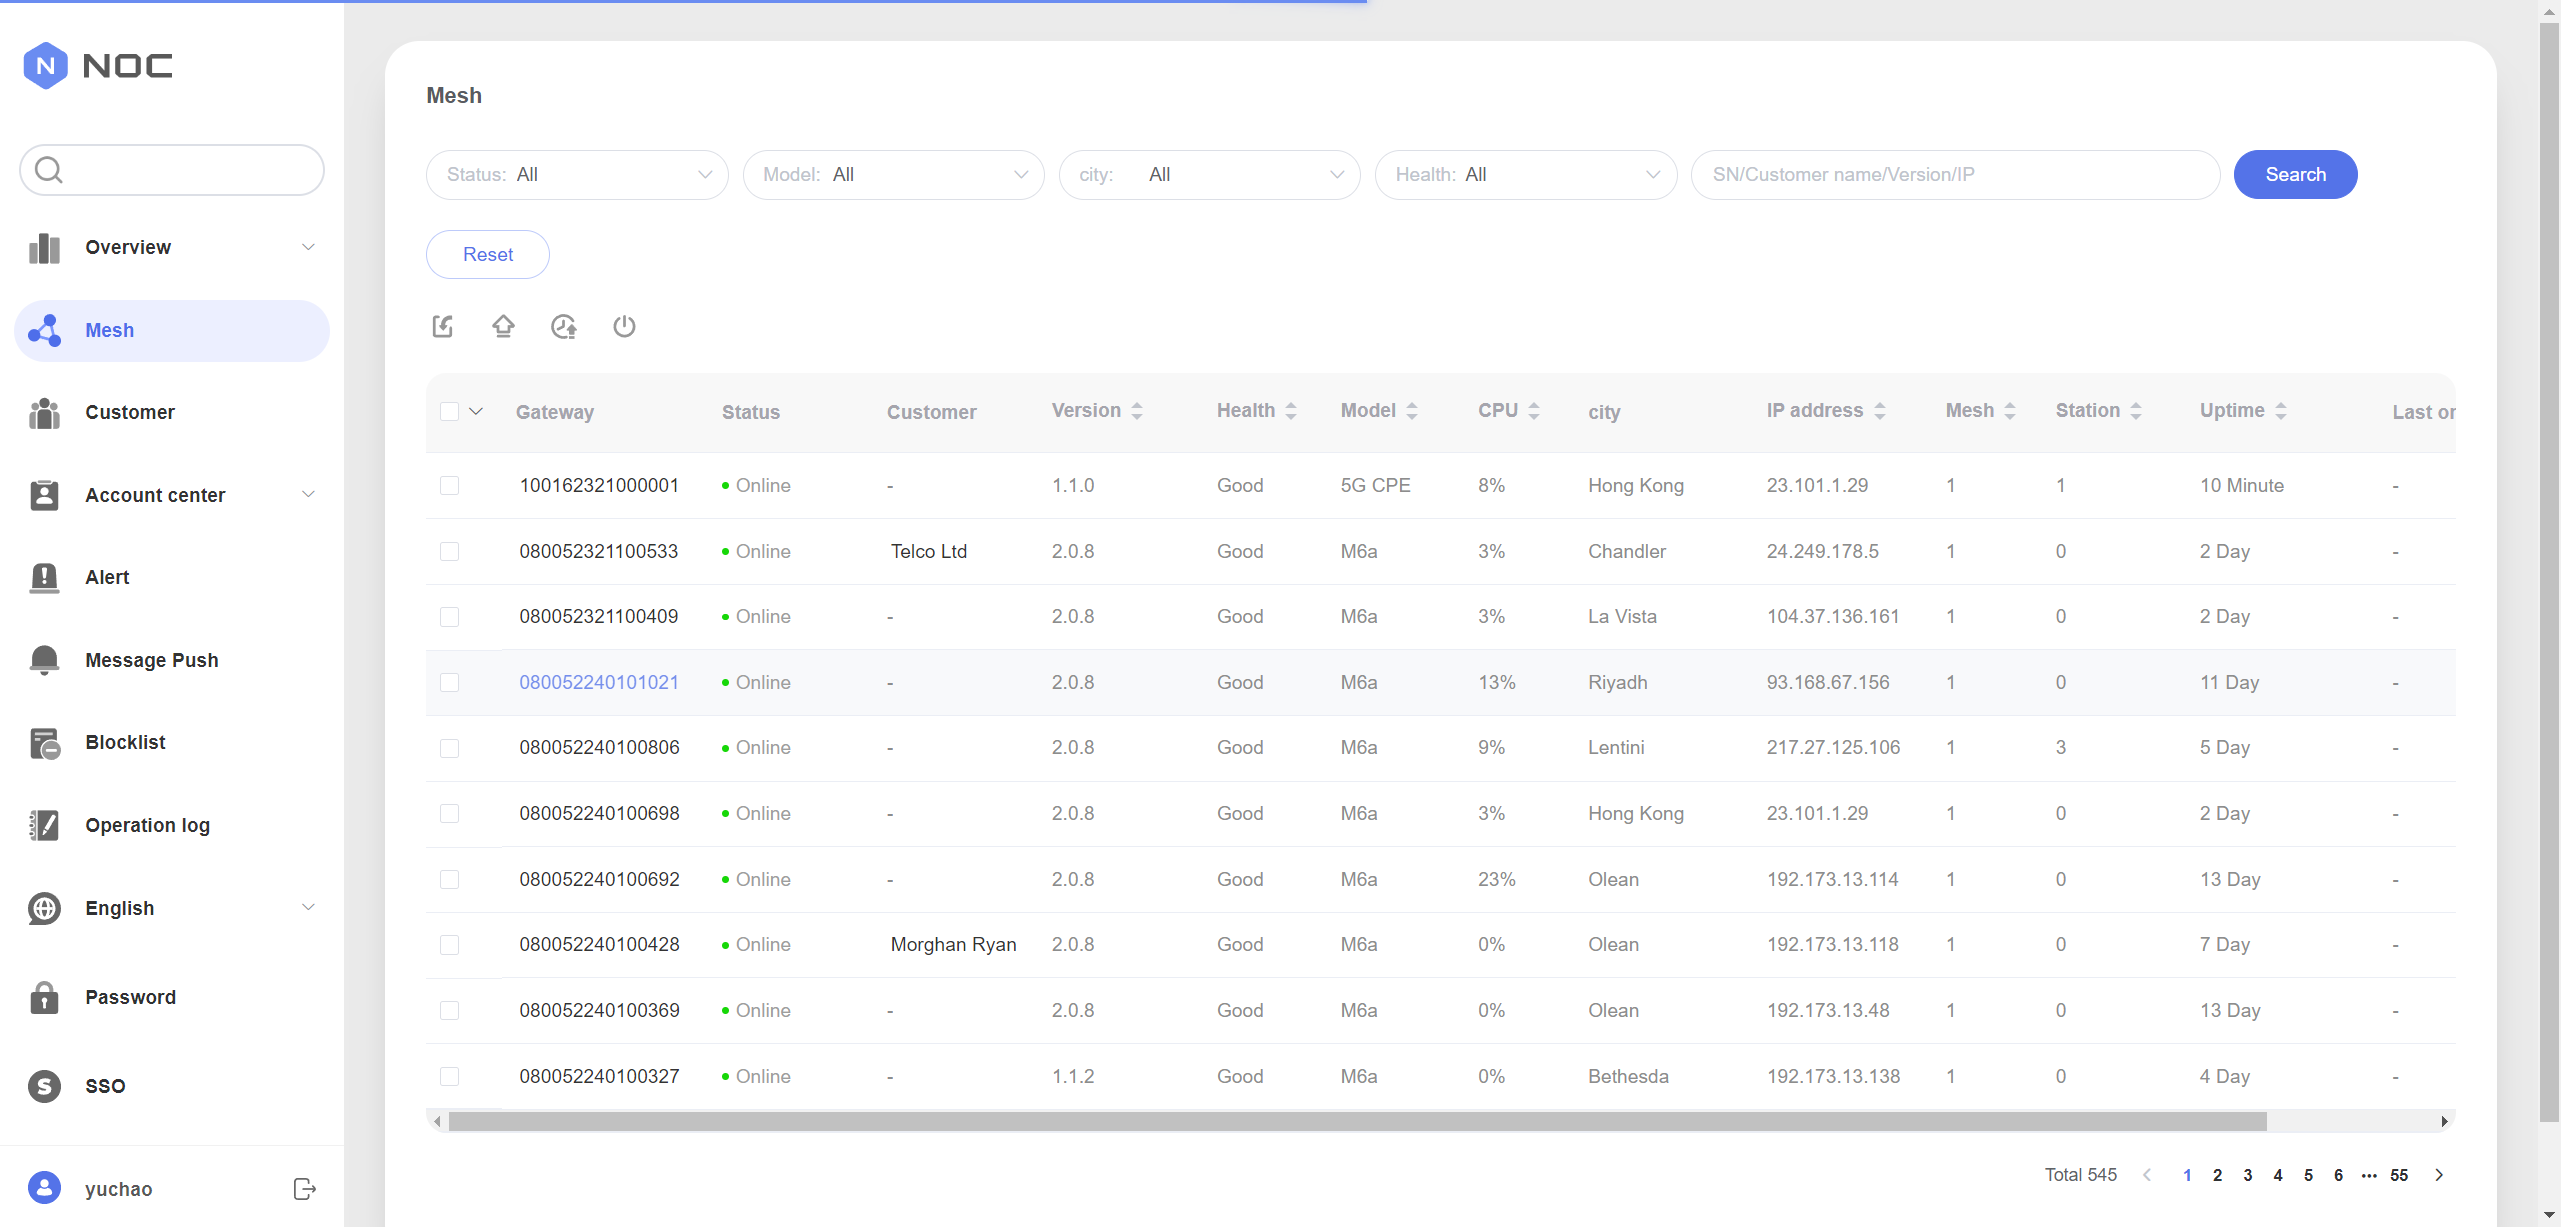 N NOC
Overview
Mesh
Customer
Account center
Alert
Message Push
Blocklist
Operation log
English
Password
S SSO
yuchao
Mesh
Status: All Model: All city: All Health: All SN/Customer name/Version/IP Search
Reset
Gateway Status Customer Version Health Model CPU city IP address Mesh Station Uptime Last or
100162321000001 Online - 1.1.0 Good 5G CPE 8% Hong Kong 23.101.1.29 1 1 10 Minute -
080052321100533 Online Telco Ltd 2.0.8 Good M6a 3% Chandler 24.249.178.5 1 0 2 Day -
080052321100409 Online - 2.0.8 Good M6a 3% La Vista 104.37.136.161 1 0 2 Day -
080052240101021 Online - 2.0.8 Good M6a 13% Riyadh 93.168.67.156 1 0 11 Day -
080052240100806 Online - 2.0.8 Good M6a 9% Lentini 217.27.125.106 1 3 5 Day -
080052240100698 Online - 2.0.8 Good M6a 3% Hong Kong 23.101.1.29 1 0 2 Day -
080052240100692 Online - 2.0.8 Good M6a 23% Olean 192.173.13.114 1 0 13 Day -
080052240100428 Online Morghan Ryan 2.0.8 Good M6a 0% Olean 192.173.13.118 1 0 7 Day -
080052240100369 Online - 2.0.8 Good M6a 0% Olean 192.173.13.48 1 0 13 Day -
080052240100327 Online - 1.1.2 Good M6a 0% Bethesda 192.173.13.138 1 0 4 Day -
Total 545 1 2 3 4 5 6 ••• 55